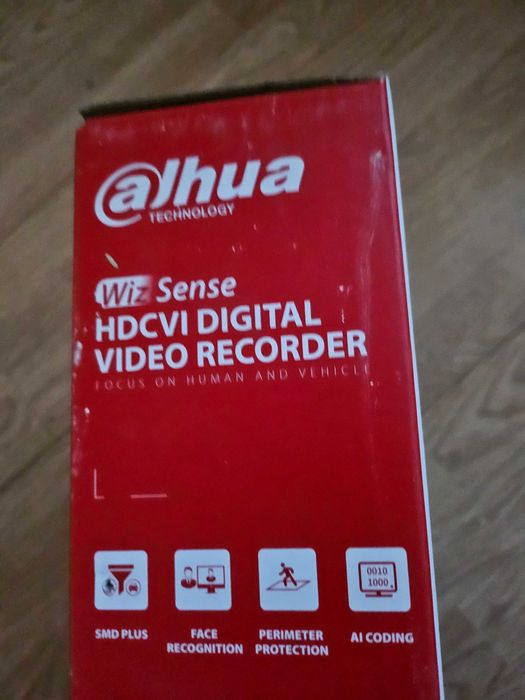 alhua
TECHNOLOGY
Wiz Sense
HDCVI DIGITAL
VIDEO RECORDER
FOCUS ON HUMAN AND VEHICLE
0010
1000
SMD PLUS
FACE
RECOGNITION
PERIMETER
PROTECTION
AI CODING